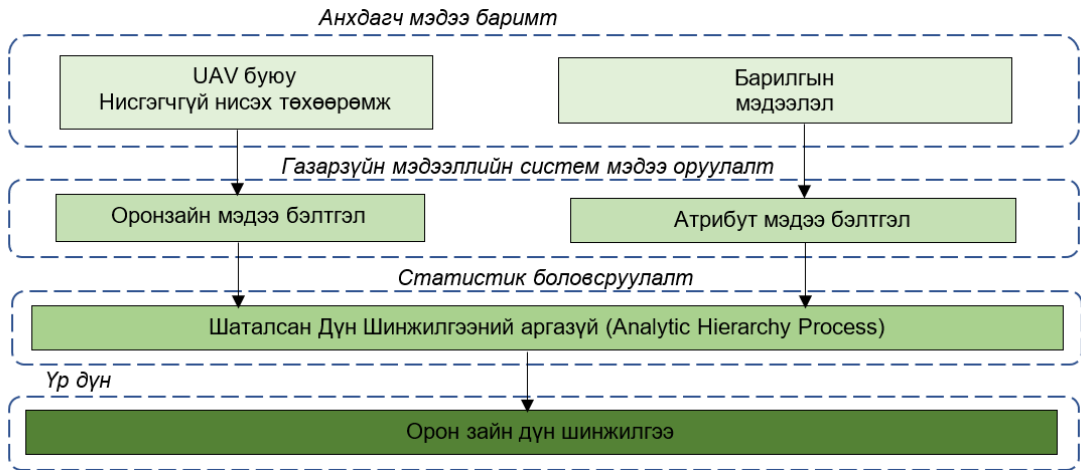 Анхдагч мэдээ баримт
UAV буюу
Нисгэгчгүй нисэх төхөөрөмж
Барилгын
мэдээлэл
Газарзүйн мэдээллийн систем мэдээ оруулалт
Оронзайн мэдээ бэлтгэл
Атрибут мэдээ бэлтгэл
Статистик боловсруулалт
Шаталсан Дүн Шинжилгээний аргазүй (Analytic Hierarchy Process)
Үр дүн
Орон зайн дүн шинжилгээ